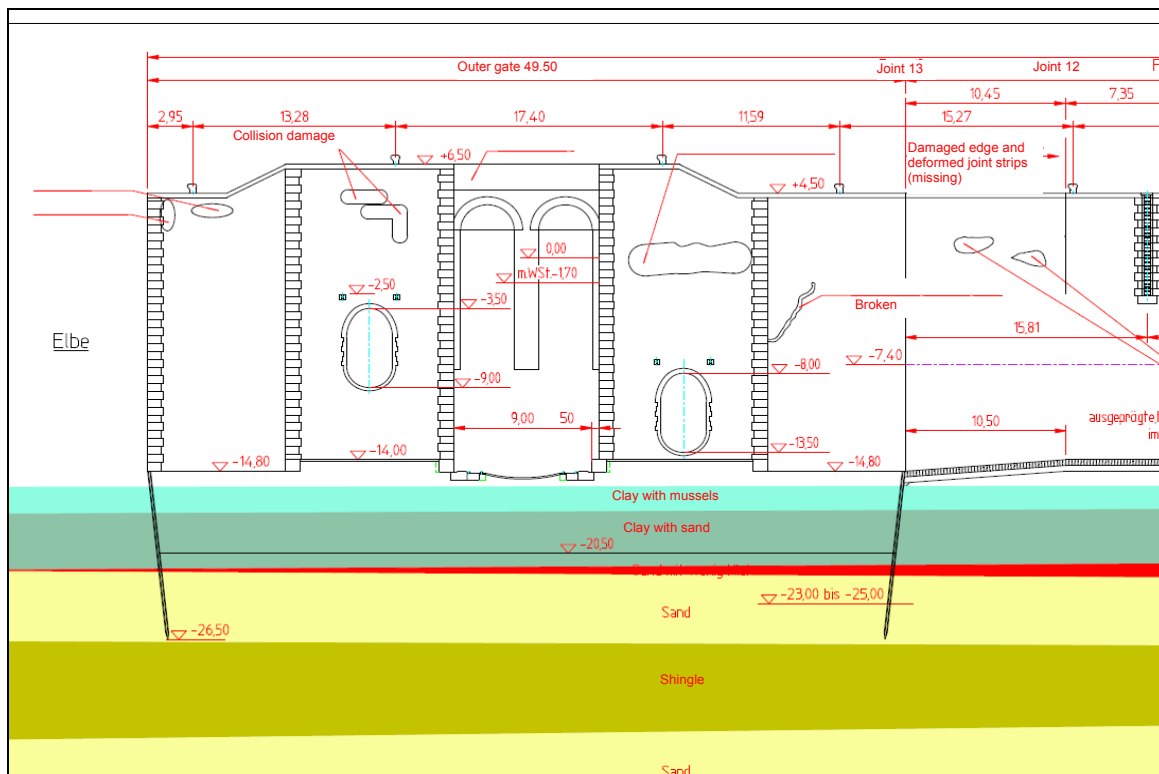 Outer gate 49.50
Joint 13
Joint 12
10,45
7,35
2,95
13,28
17,40
11,59
15,27
Collision damage
Damaged edge and
deformed joint strips
(missing)
+6,50
+4,50
0,00
m.WSt.-1,70
-2,50
-3,50
Broken
15,81
Elbe
-7,40
-8,00
-9,00
9,00
50
10,50
ausgeprägte
im
-13,50
-14,00
-14,80
-14,80
Clay with mussels
Clay with sand
-20,50
-23,00 bis -25,00
Sand
-26,50
Shingle
Sand